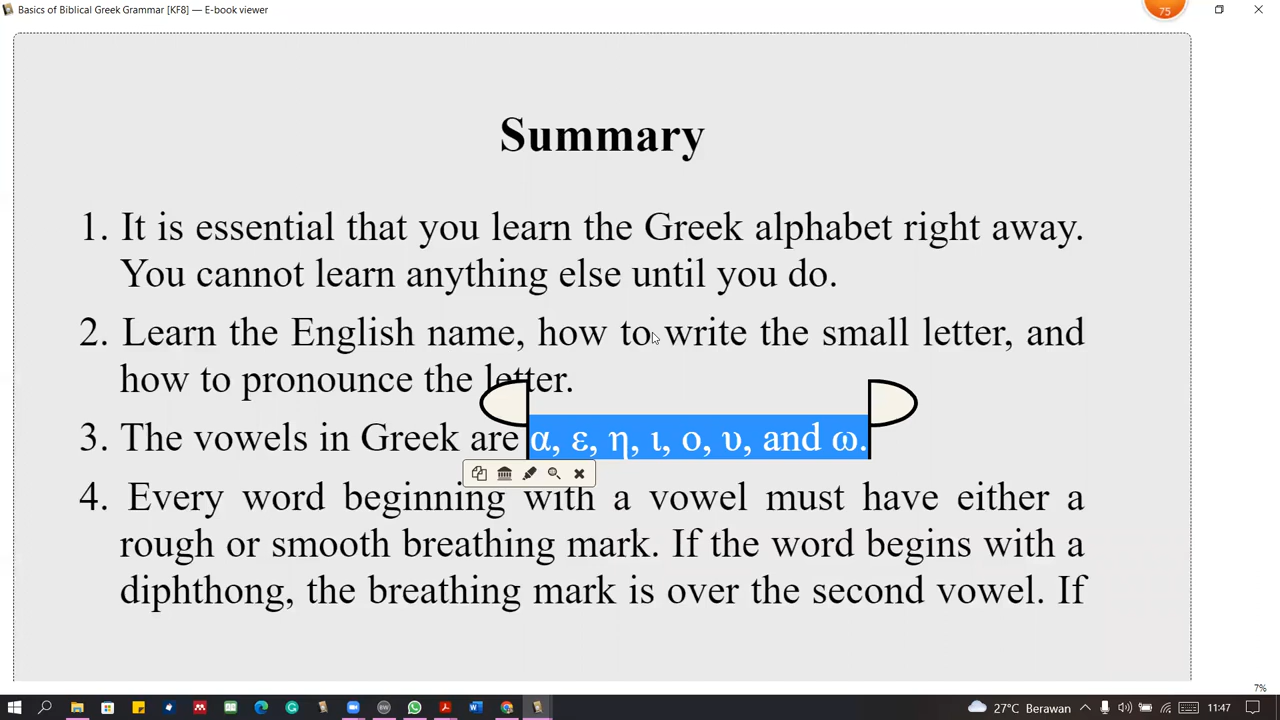 Basics of Biblical Greek Grammar [KF8] — E-book viewer
75
Summary
1. It is essential that you learn the Greek alphabet right away.
You cannot learn anything else until you do.
2. Learn the English name, how to write the small letter, and
how to pronounce the letter.
3. The vowels in Greek are α, ε, η, ι, ο, υ, and ω.
4. Every word beginning with a vowel must have either a
rough or smooth breathing mark. If the word begins with a
diphthong, the breathing mark is over the second vowel. If
7%
27°C Berawan
11:47